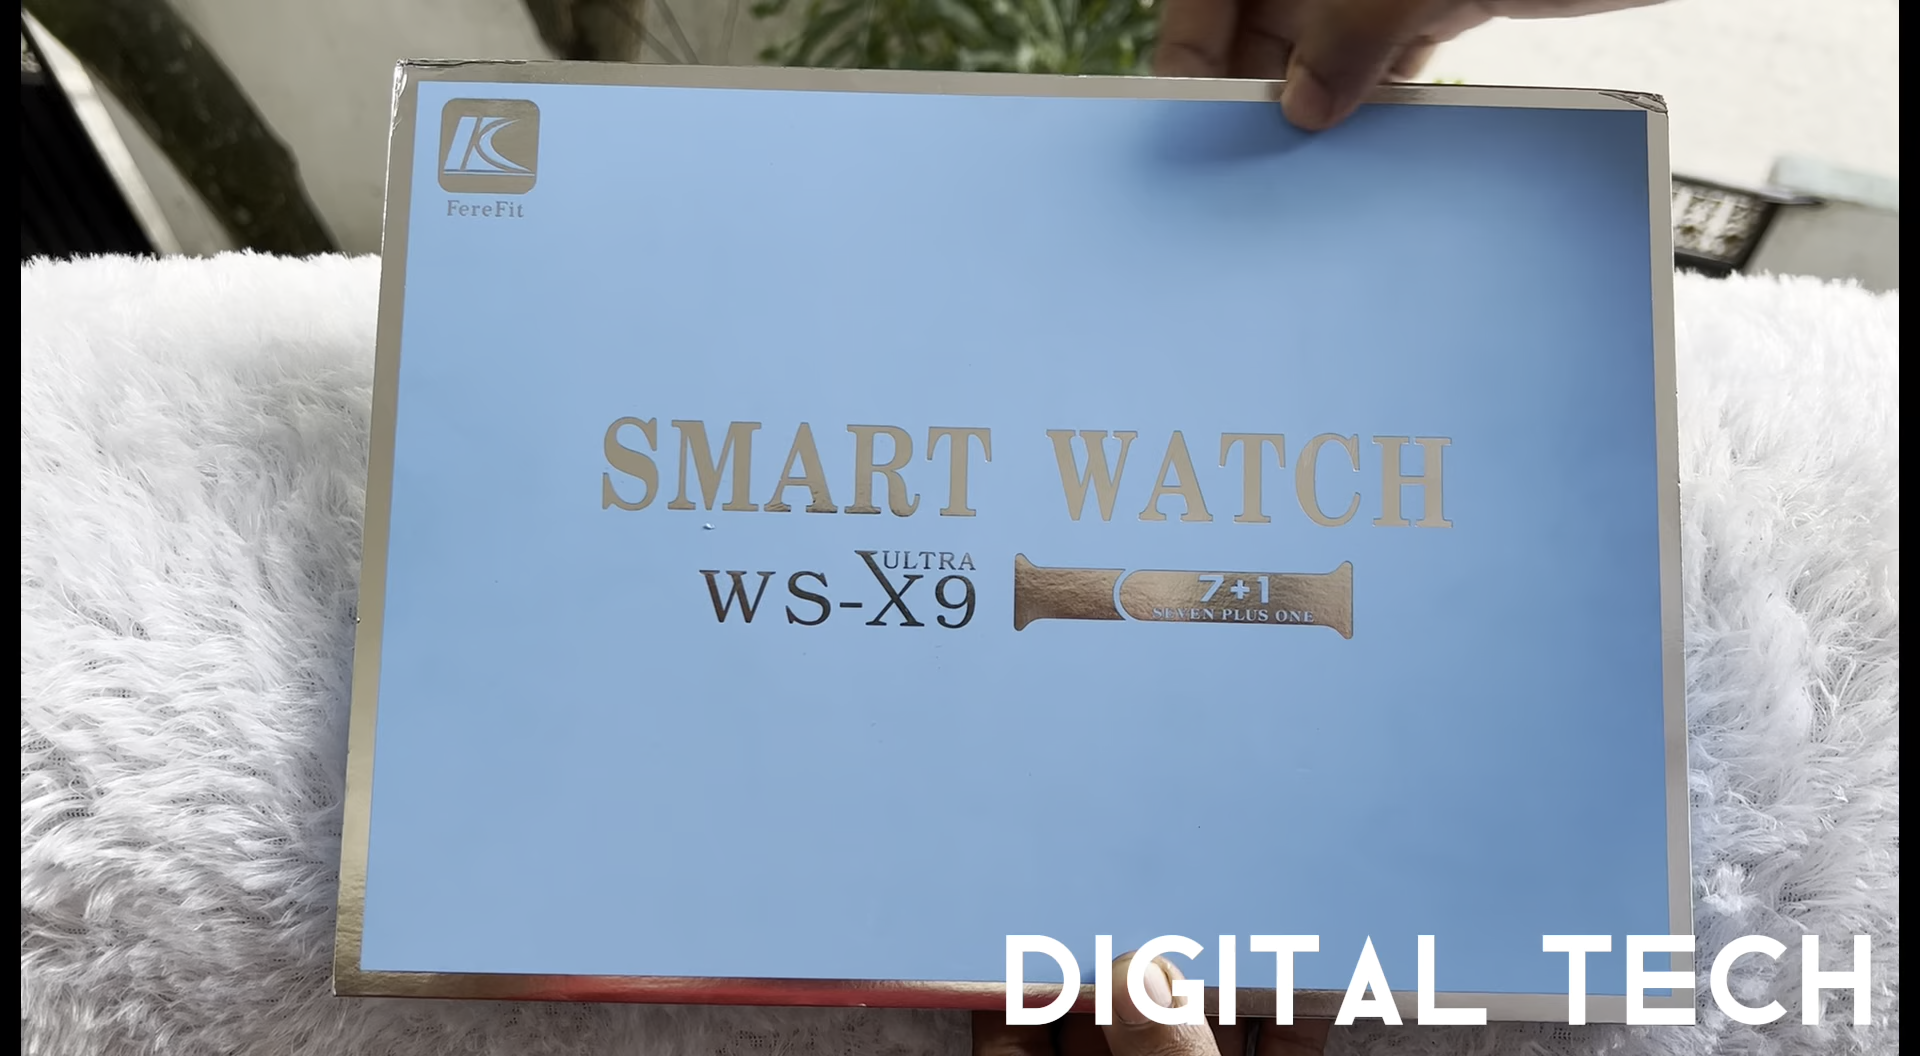 FereFit
SMART WATCH
WS-X9 ULTRA
7+1
SEVEN PLUS ONE
DIGITAL TECH